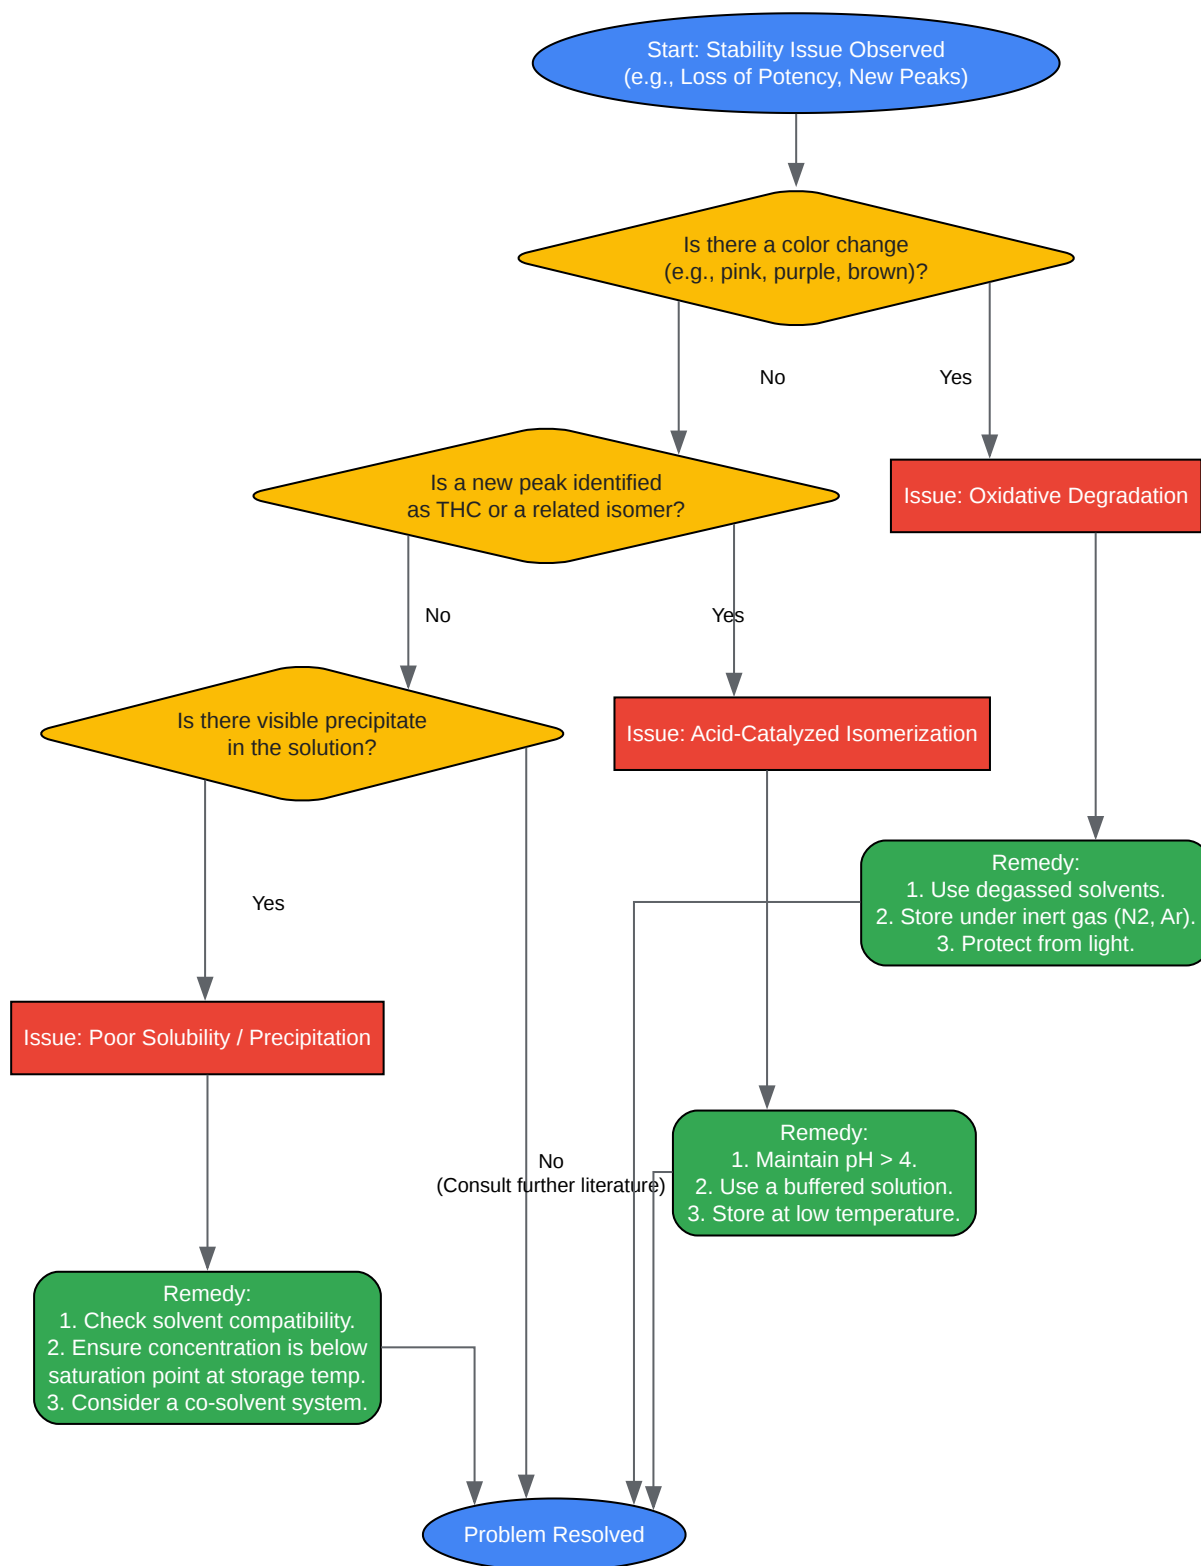 Start: Stability Issue Observed
(e.g., Loss of Potency, New Peaks)
Is there a color change
(e.g., pink, purple, brown)?
No
Yes
Is a new peak identified
as THC or a related isomer?
Issue: Oxidative Degradation
No
Yes
Is there visible precipitate
in the solution?
Issue: Acid-Catalyzed Isomerization
Remedy:
1. Use degassed solvents.
2. Store under inert gas (N2, Ar).
3. Protect from light.
Yes
Issue: Poor Solubility / Precipitation
No
(Consult further literature)
Remedy:
1. Maintain pH > 4.
2. Use a buffered solution.
3. Store at low temperature.
Remedy:
1. Check solvent compatibility.
2. Ensure concentration is below
saturation point at storage temp.
3. Consider a co-solvent system.
Problem Resolved